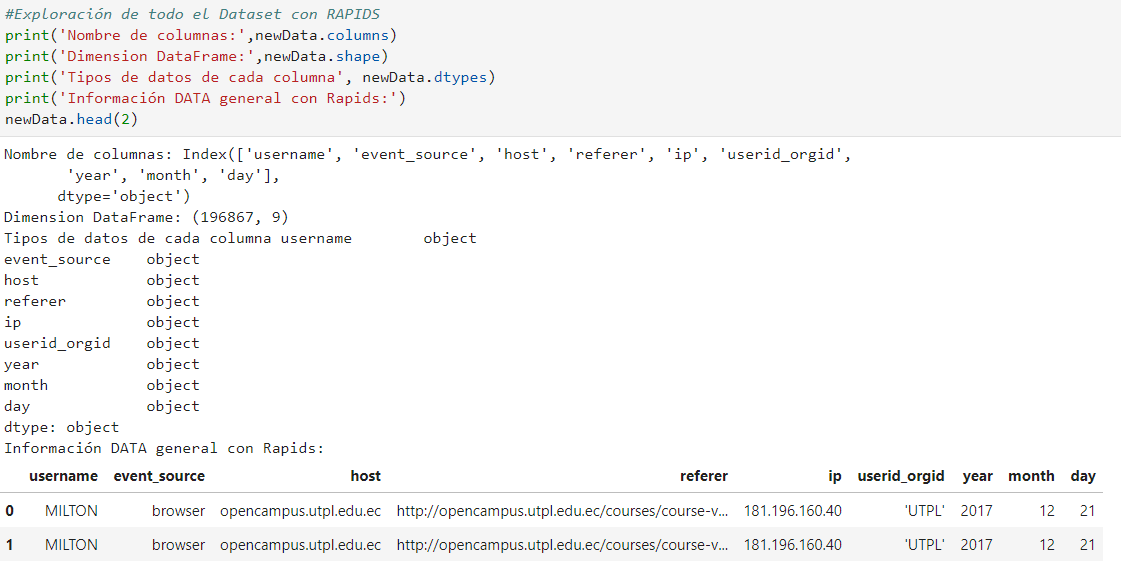 #Exploración de todo el Dataset con RAPIDS
print('Nombre de columnas:',newData.columns)
print('Dimension DataFrame:',newData.shape)
print('Tipos de datos de cada columna', newData.dtypes)
print('Información DATA general con Rapids:')
newData.head(2)
Nombre de columnas: Index(['username', 'event_source', 'host', 'referer', 'ip', 'userid_orgid',
       'year', 'month', 'day'],
      dtype='object')
Dimension DataFrame: (196867, 9)
Tipos de datos de cada columna username        object
event_source    object
host            object
referer         object
ip              object
userid_orgid    object
year            object
month           object
day             object
dtype: object
Información DATA general con Rapids:
username event_source host referer ip userid_orgid year month day
0 MILTON browser opencampus.utpl.edu.ec http://opencampus.utpl.edu.ec/courses/course-v... 181.196.160.40 'UTPL' 2017 12 21
1 MILTON browser opencampus.utpl.edu.ec http://opencampus.utpl.edu.ec/courses/course-v... 181.196.160.40 'UTPL' 2017 12 21